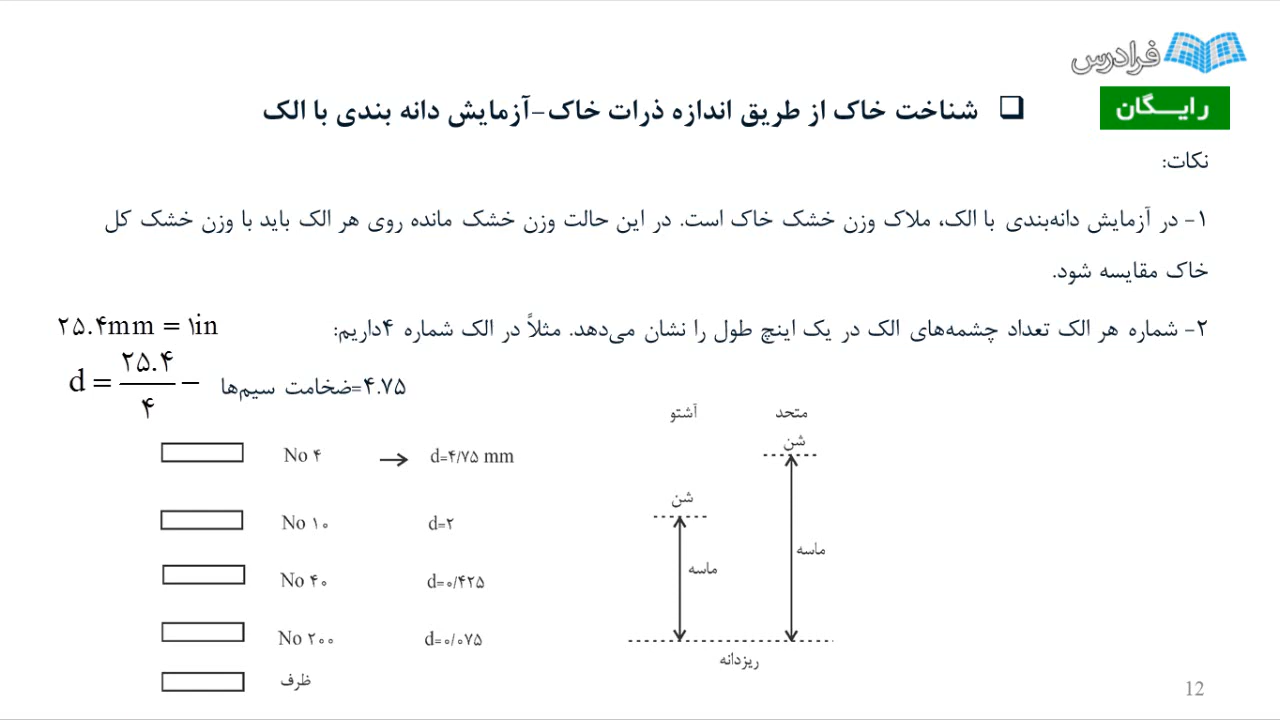 فرادرس
رایـــگان
❑ شناخت خاک از طریق اندازه ذرات خاک-آزمایش دانه بندی با الک
نکات:
۱- در آزمایش دانه‌بندی با الک، ملاک وزن خشک خاک است. در این حالت وزن خشک مانده روی هر الک باید با وزن خشک کل
خاک مقایسه شود.
۲- شماره هر الک تعداد چشمه‌های الک در یک اینچ طول را نشان می‌دهد. مثلاً در الک شماره ۴داریم:
۲۵.۴mm = ۱in
d = ۲۵.۴/۴ − ضخامت سیم‌ها=۴.۷۵
آشتو
متحد
شن
شن
ماسه
ماسه
ریزدانه
No ۴ → d=۴/۷۵ mm
No ۱۰ d=۲
No ۴۰ d=۰/۴۲۵
No ۲۰۰ d=۰/۰۷۵
ظرف
12